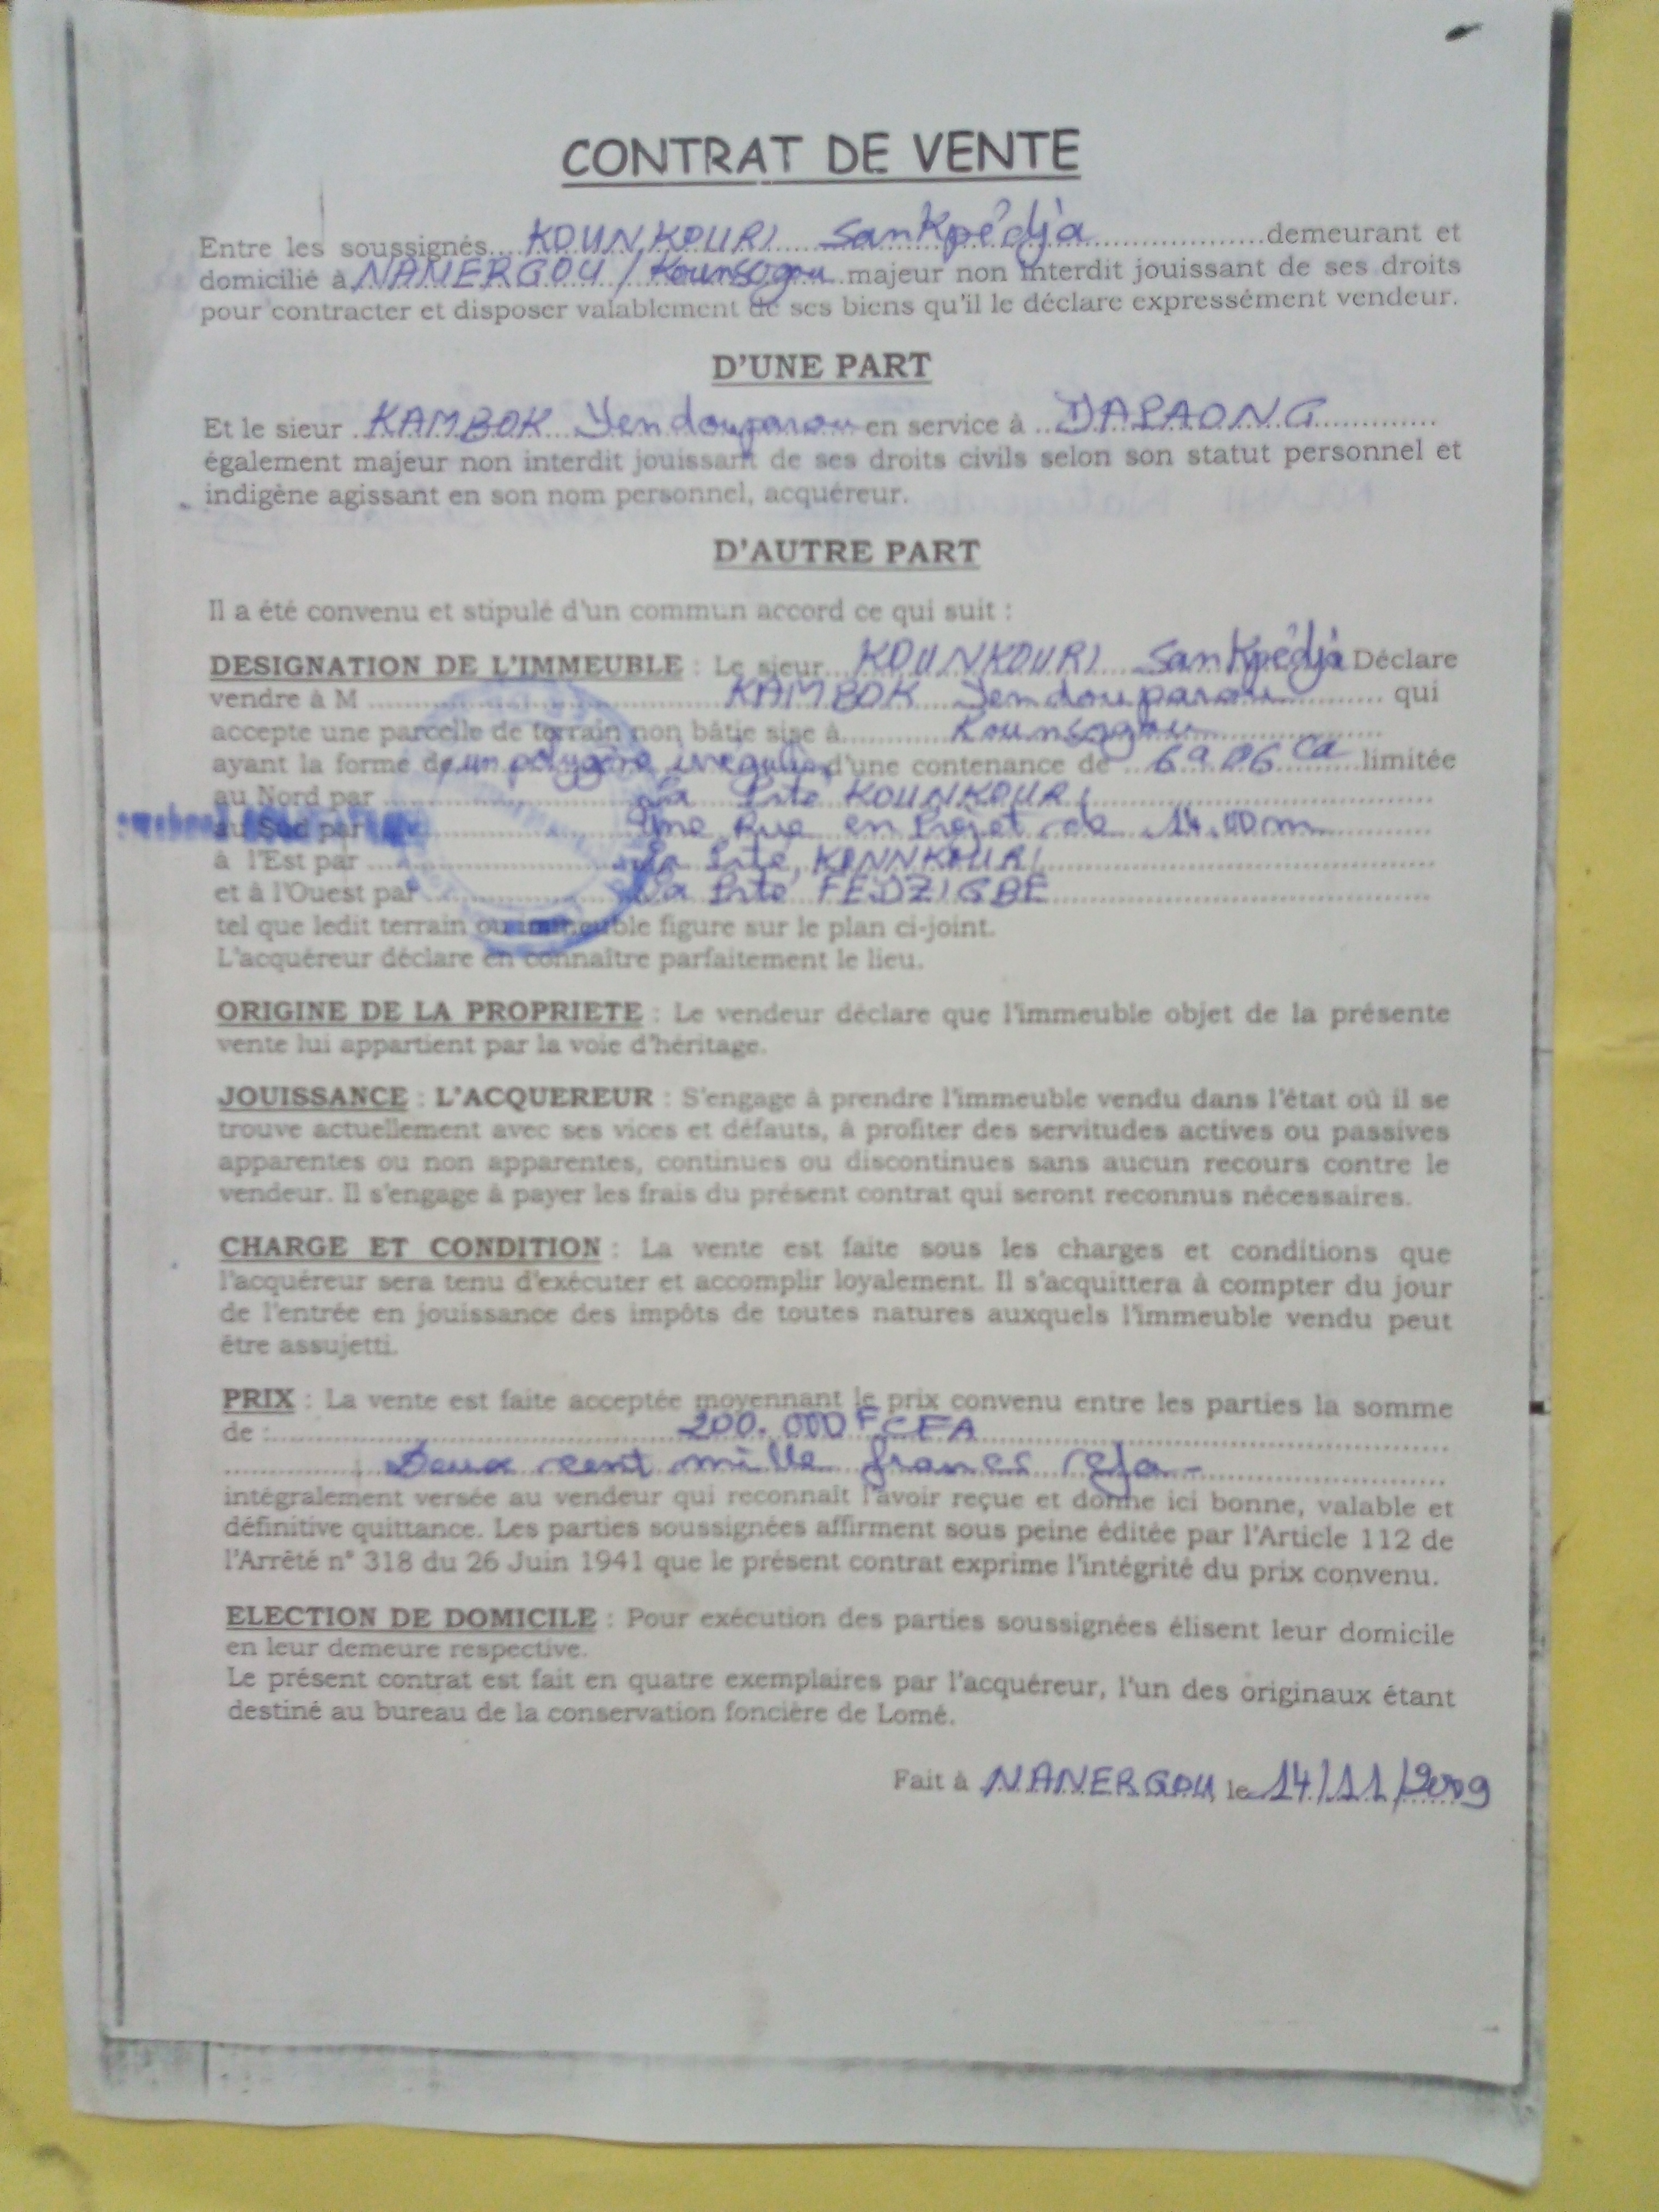 CONTRAT DE VENTE
Entre les soussignés.... KOUNKOURI Sankpédja ....................demeurant et
domicilié à NANERGOU / Kounsogou majeur non interdit jouissant de ses droits
pour contracter et disposer valablement de ses biens qu'il le déclare expressément vendeur.
D'UNE PART
Et le sieur KAMBOK Yendouparou en service à DAPAONG..............
également majeur non interdit jouissant de ses droits civils selon son statut personnel et
indigène agissant en son nom personnel, acquéreur.
D'AUTRE PART
Il a été convenu et stipulé d'un commun accord ce qui suit :
DESIGNATION DE L'IMMEUBLE : Le sieur KOUNKOURI Sankpédja Déclare
vendre à M ........ KAMBOK Yendouparou ........ qui
accepte une parcelle de terrain non bâtie sise à ........ Kounsogou ........
ayant la forme d'un polygone irrégulier d'une contenance de ca limitée
au Nord par ........ La Pité KOUNKOURI ........
au Sud par ........ Une Rue en Projet de 14.00m ........
à l'Est par ........ La Pité KONNKOURI ........
et à l'Ouest par ........ La Pité FEDZIGBE ........
tel que ledit terrain ou immeuble figure sur le plan ci-joint.
L'acquéreur déclare en connaître parfaitement le lieu.
ORIGINE DE LA PROPRIETE : Le vendeur déclare que l'immeuble objet de la présente
vente lui appartient par la voie d'héritage.
JOUISSANCE : L'ACQUEREUR : S'engage à prendre l'immeuble vendu dans l'état où il se
trouve actuellement avec ses vices et défauts, à profiter des servitudes actives ou passives
apparentes ou non apparentes, continues ou discontinues sans aucun recours contre le
vendeur. Il s'engage à payer les frais du présent contrat qui seront reconnus nécessaires.
CHARGE ET CONDITION : La vente est faite sous les charges et conditions que
l'acquéreur sera tenu d'exécuter et accomplir loyalement. Il s'acquittera à compter du jour
de l'entrée en jouissance des impôts de toutes natures auxquels l'immeuble vendu peut
être assujetti.
PRIX : La vente est faite acceptée moyennant le prix convenu entre les parties la somme
de :........ 200.000 F CFA ........
........ Deux cent mille francs cfa - ........
intégralement versée au vendeur qui reconnaît l'avoir reçue et donne ici bonne, valable et
définitive quittance. Les parties soussignées affirment sous peine éditée par l'Article 112 de
l'Arrêté n° 318 du 26 Juin 1941 que le présent contrat exprime l'intégrité du prix convenu.
ELECTION DE DOMICILE : Pour exécution des parties soussignées élisent leur domicile
en leur demeure respective.
Le présent contrat est fait en quatre exemplaires par l'acquéreur, l'un des originaux étant
destiné au bureau de la conservation foncière de Lomé.
Fait à NANERGOU, le 14/11/2009